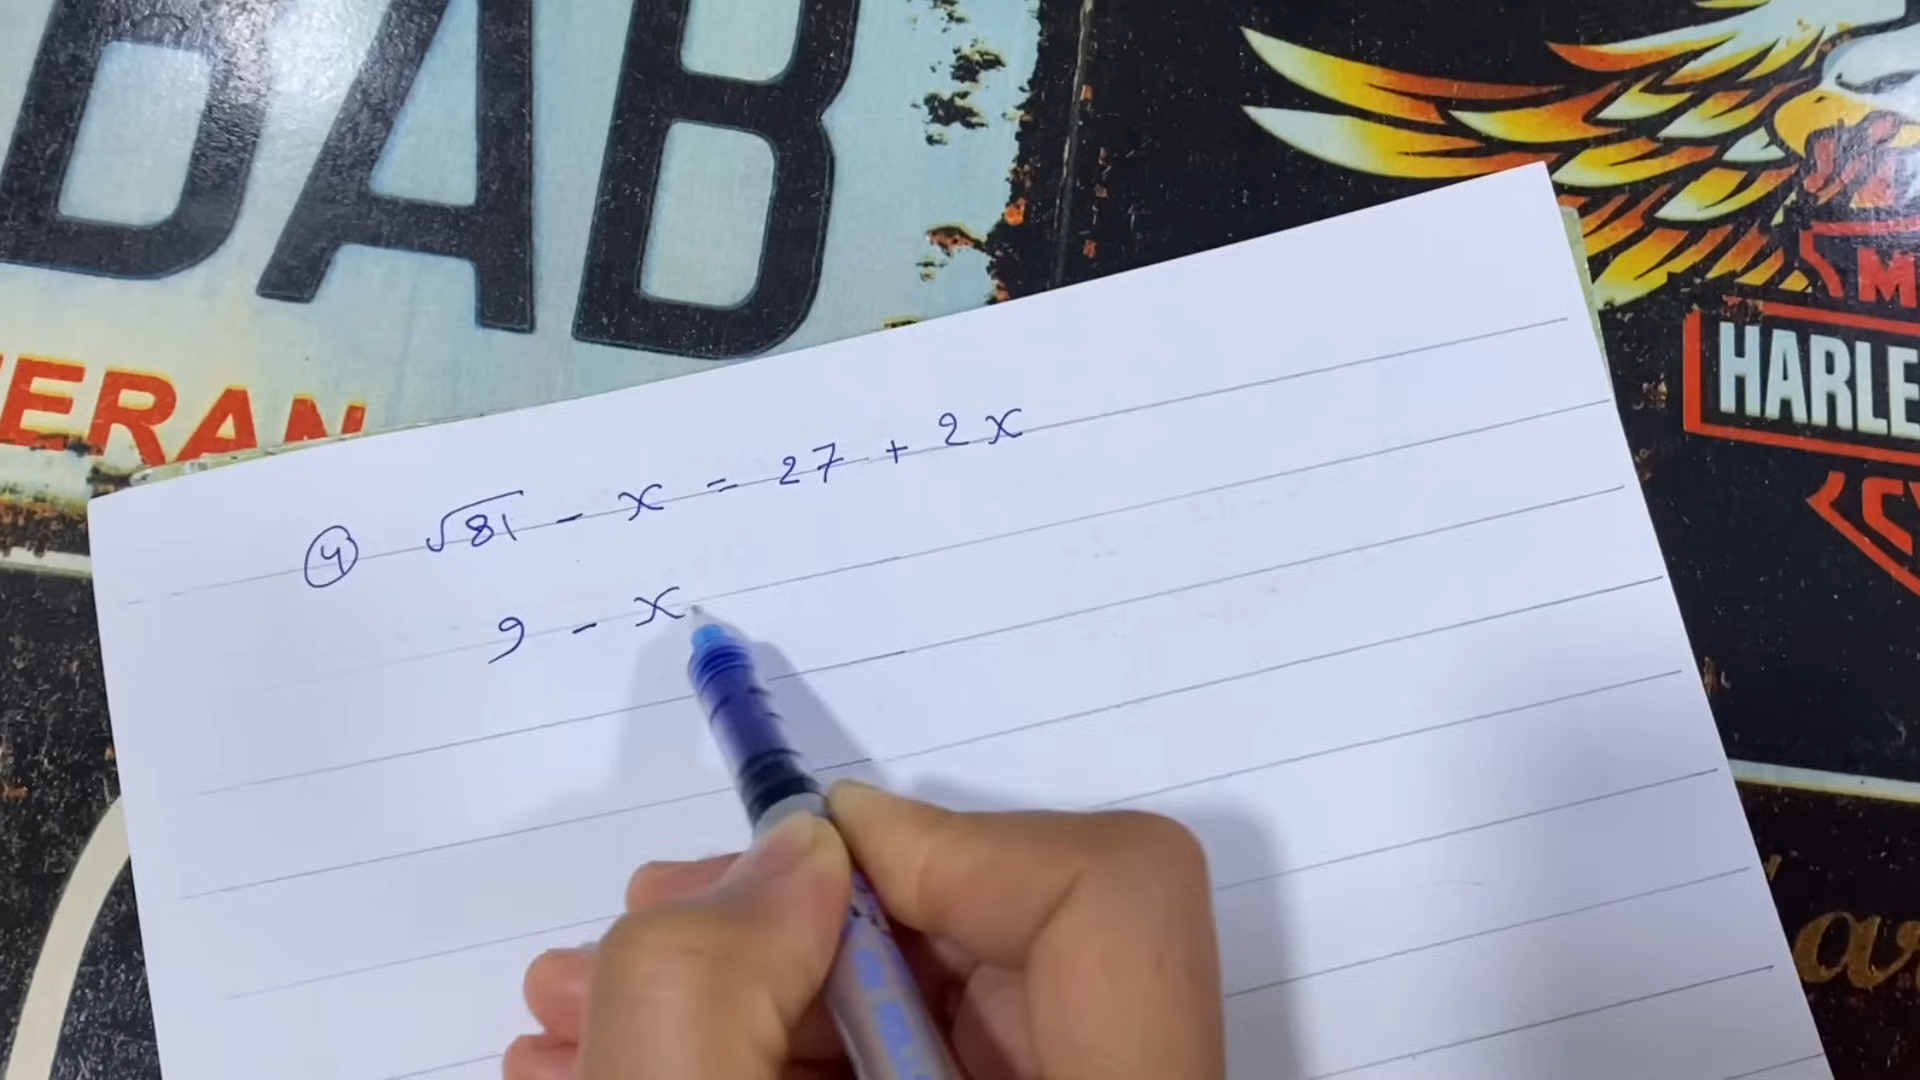 DAB
ERAN
HARLE
④ √81 - x = 27 + 2x
9 - x